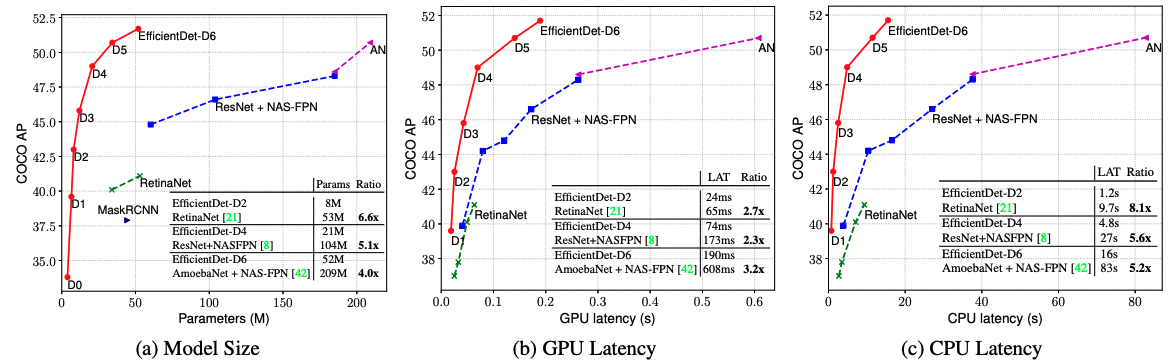 52.5
50.0
47.5
45.0
42.5
40.0
37.5
35.0
COCO AP
EfficientDet-D6
D5
D4
D3
D2
D1
D0
AN
ResNet + NAS-FPN
RetinaNet
MaskRCNN
Params Ratio
EfficientDet-D2 8M
RetinaNet [21] 53M 6.6x
EfficientDet-D4 21M
ResNet+NASFPN [8] 104M 5.1x
EfficientDet-D6 52M
AmoebaNet + NAS-FPN [42] 209M 4.0x
0 50 100 150 200
Parameters (M)
(a) Model Size
52
50
48
46
44
42
40
38
COCO AP
EfficientDet-D6
D5
D4
D3
D2
D1
AN
ResNet + NAS-FPN
RetinaNet
LAT Ratio
EfficientDet-D2 24ms
RetinaNet [21] 65ms 2.7x
EfficientDet-D4 74ms
ResNet+NASFPN [8] 173ms 2.3x
EfficientDet-D6 190ms
AmoebaNet + NAS-FPN [42] 608ms 3.2x
0.0 0.1 0.2 0.3 0.4 0.5 0.6
GPU latency (s)
(b) GPU Latency
52
50
48
46
44
42
40
38
COCO AP
EfficientDet-D6
D5
D4
D3
D2
D1
AN
ResNet + NAS-FPN
RetinaNet
LAT Ratio
EfficientDet-D2 1.2s
RetinaNet [21] 9.7s 8.1x
EfficientDet-D4 4.8s
ResNet+NASFPN [8] 27s 5.6x
EfficientDet-D6 16s
AmoebaNet + NAS-FPN [42] 83s 5.2x
0 20 40 60 80
CPU latency (s)
(c) CPU Latency